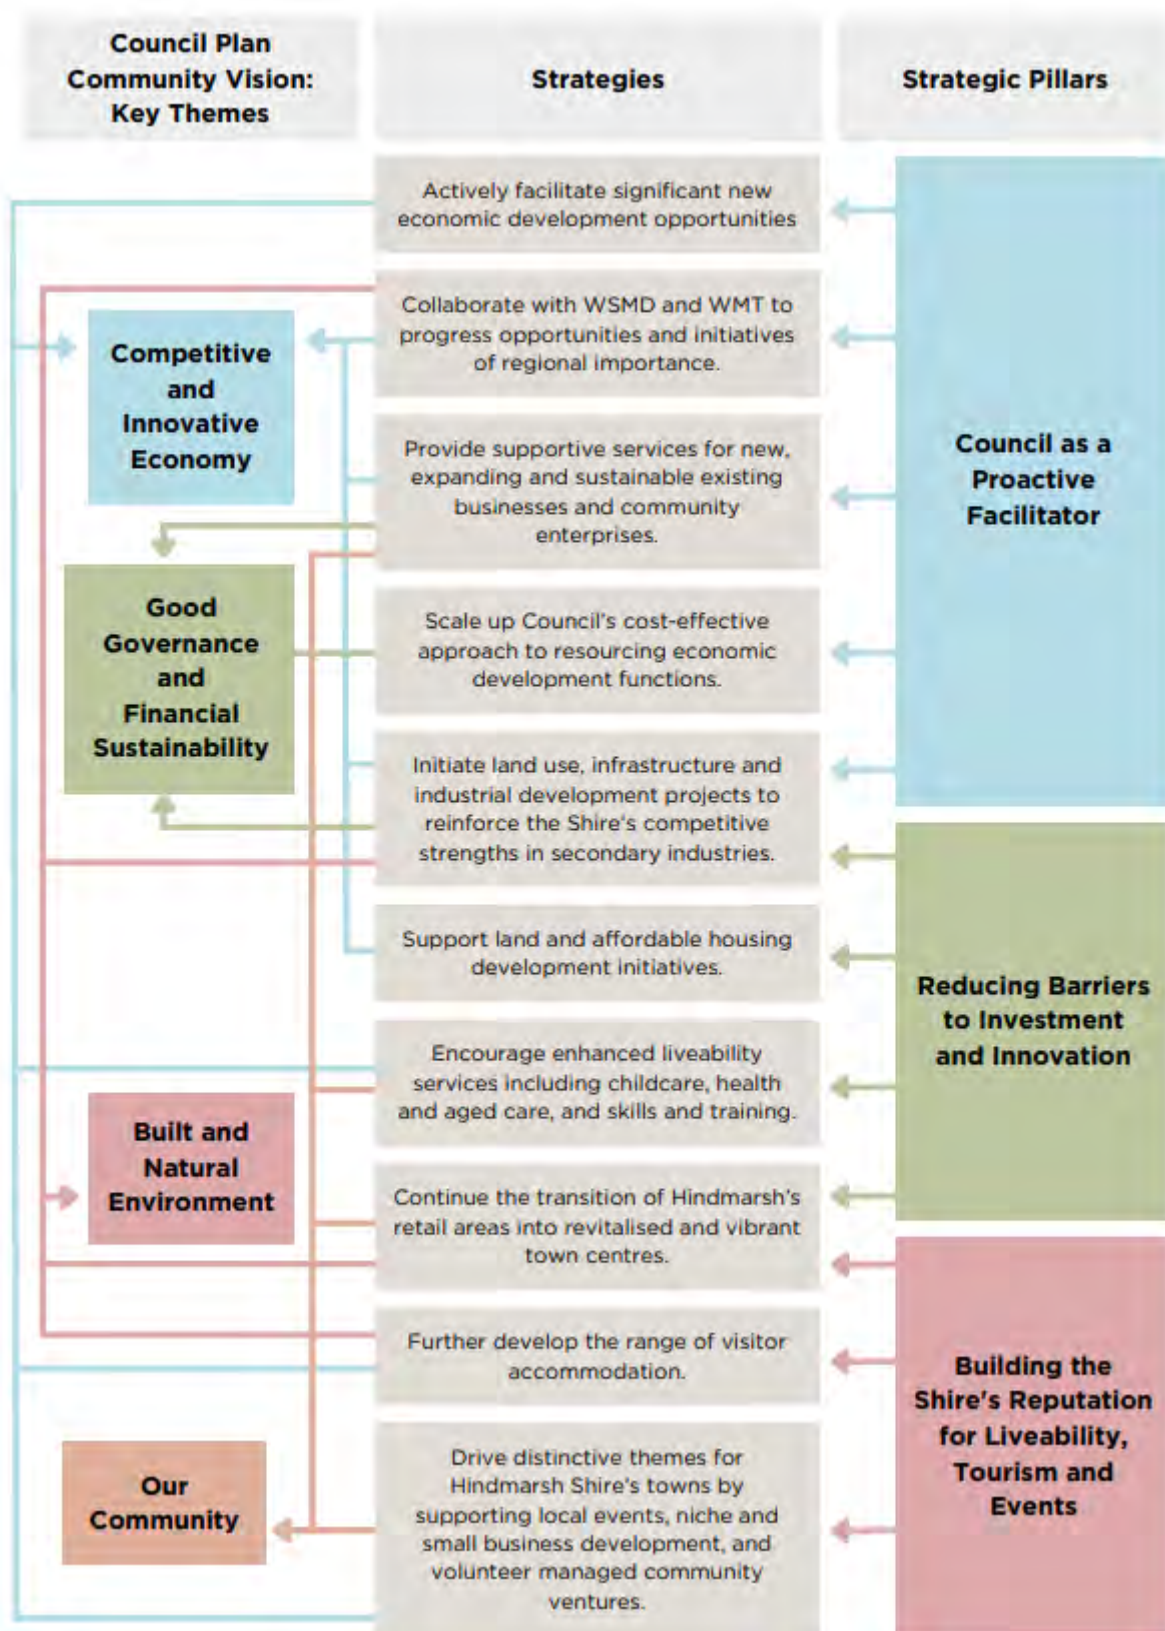 Council Plan
Community Vision:
Key Themes
Strategies
Strategic Pillars
Actively facilitate significant new
economic development opportunities
Collaborate with WSMD and WMT to
progress opportunities and initiatives
of regional importance.
Provide supportive services for new,
expanding and sustainable existing
businesses and community
enterprises.
Scale up Council's cost-effective
approach to resourcing economic
development functions.
Initiate land use, infrastructure and
industrial development projects to
reinforce the Shire's competitive
strengths in secondary industries.
Support land and affordable housing
development initiatives.
Encourage enhanced liveability
services including childcare, health
and aged care, and skills and training.
Continue the transition of Hindmarsh's
retail areas into revitalised and vibrant
town centres.
Further develop the range of visitor
accommodation.
Drive distinctive themes for
Hindmarsh Shire's towns by
supporting local events, niche and
small business development, and
volunteer managed community
ventures.
Competitive
and
Innovative
Economy
Good
Governance
and
Financial
Sustainability
Built and
Natural
Environment
Our
Community
Council as a
Proactive
Facilitator
Reducing Barriers
to Investment
and Innovation
Building the
Shire's Reputation
for Liveability,
Tourism and
Events